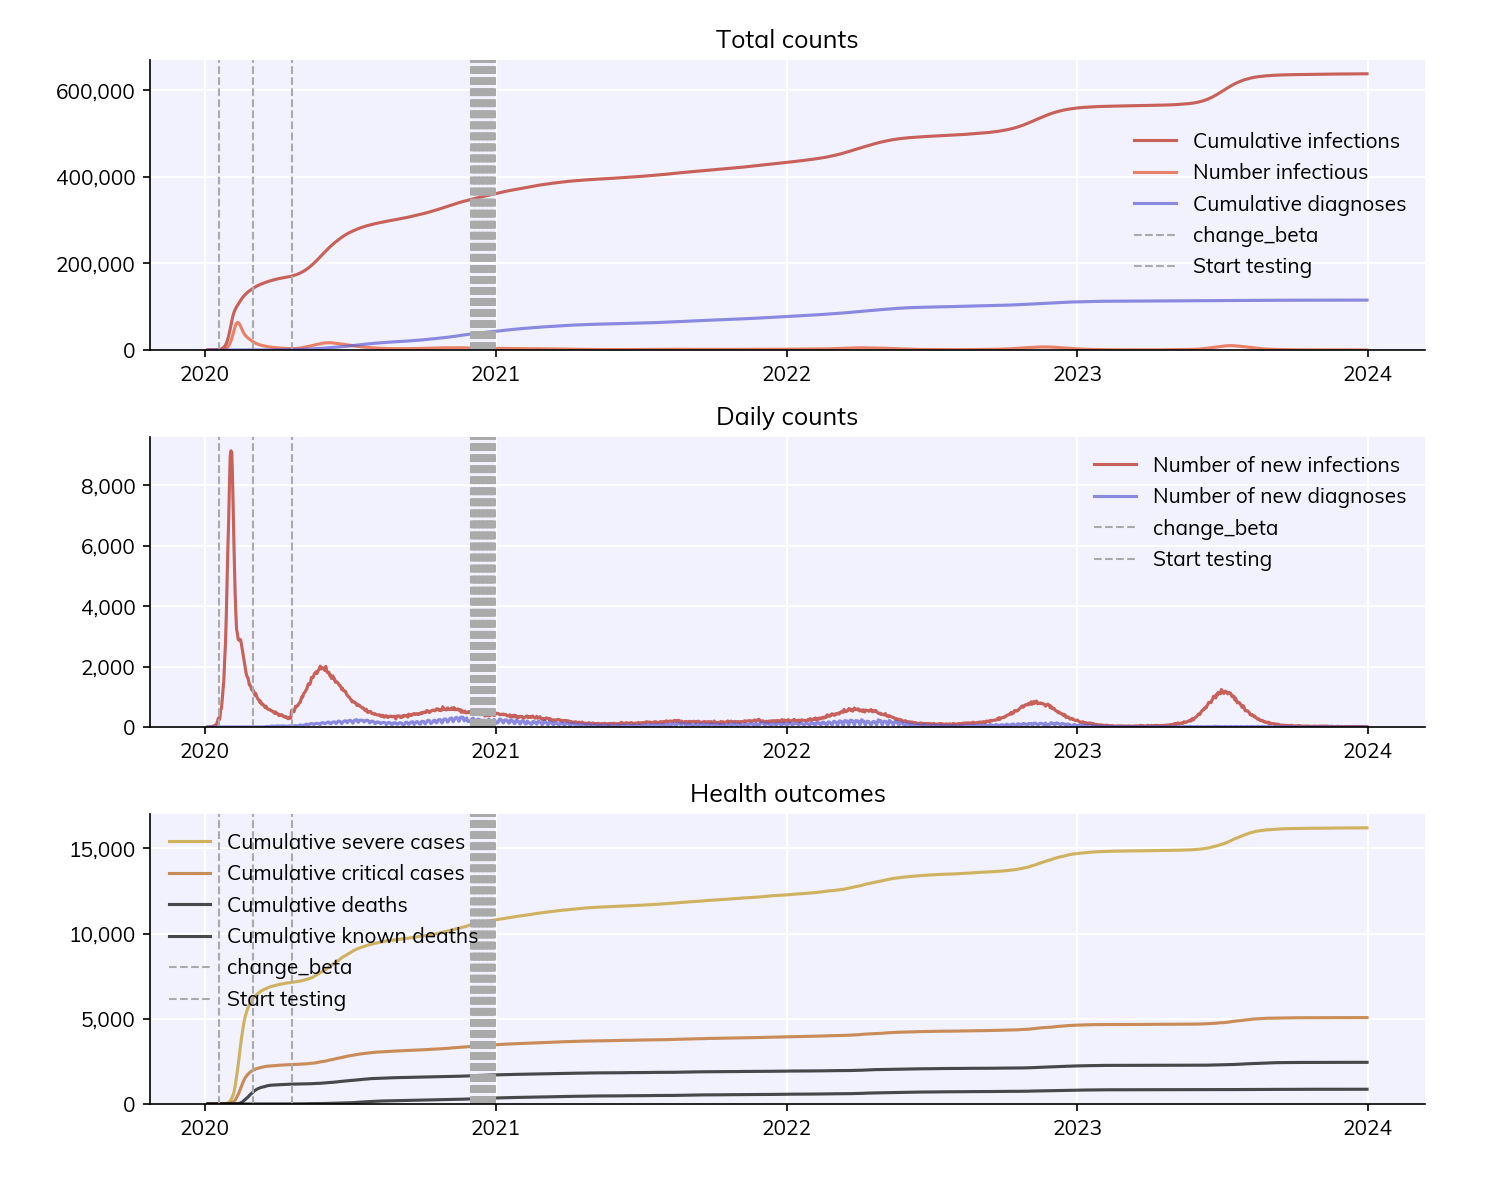 Total counts
600,000
400,000
200,000
0
Cumulative infections
Number infectious
Cumulative diagnoses
change_beta
Start testing
2020 2021 2022 2023 2024
Daily counts
8,000
6,000
4,000
2,000
0
Number of new infections
Number of new diagnoses
change_beta
Start testing
2020 2021 2022 2023 2024
Health outcomes
15,000
10,000
5,000
0
Cumulative severe cases
Cumulative critical cases
Cumulative deaths
Cumulative known deaths
change_beta
Start testing
2020 2021 2022 2023 2024